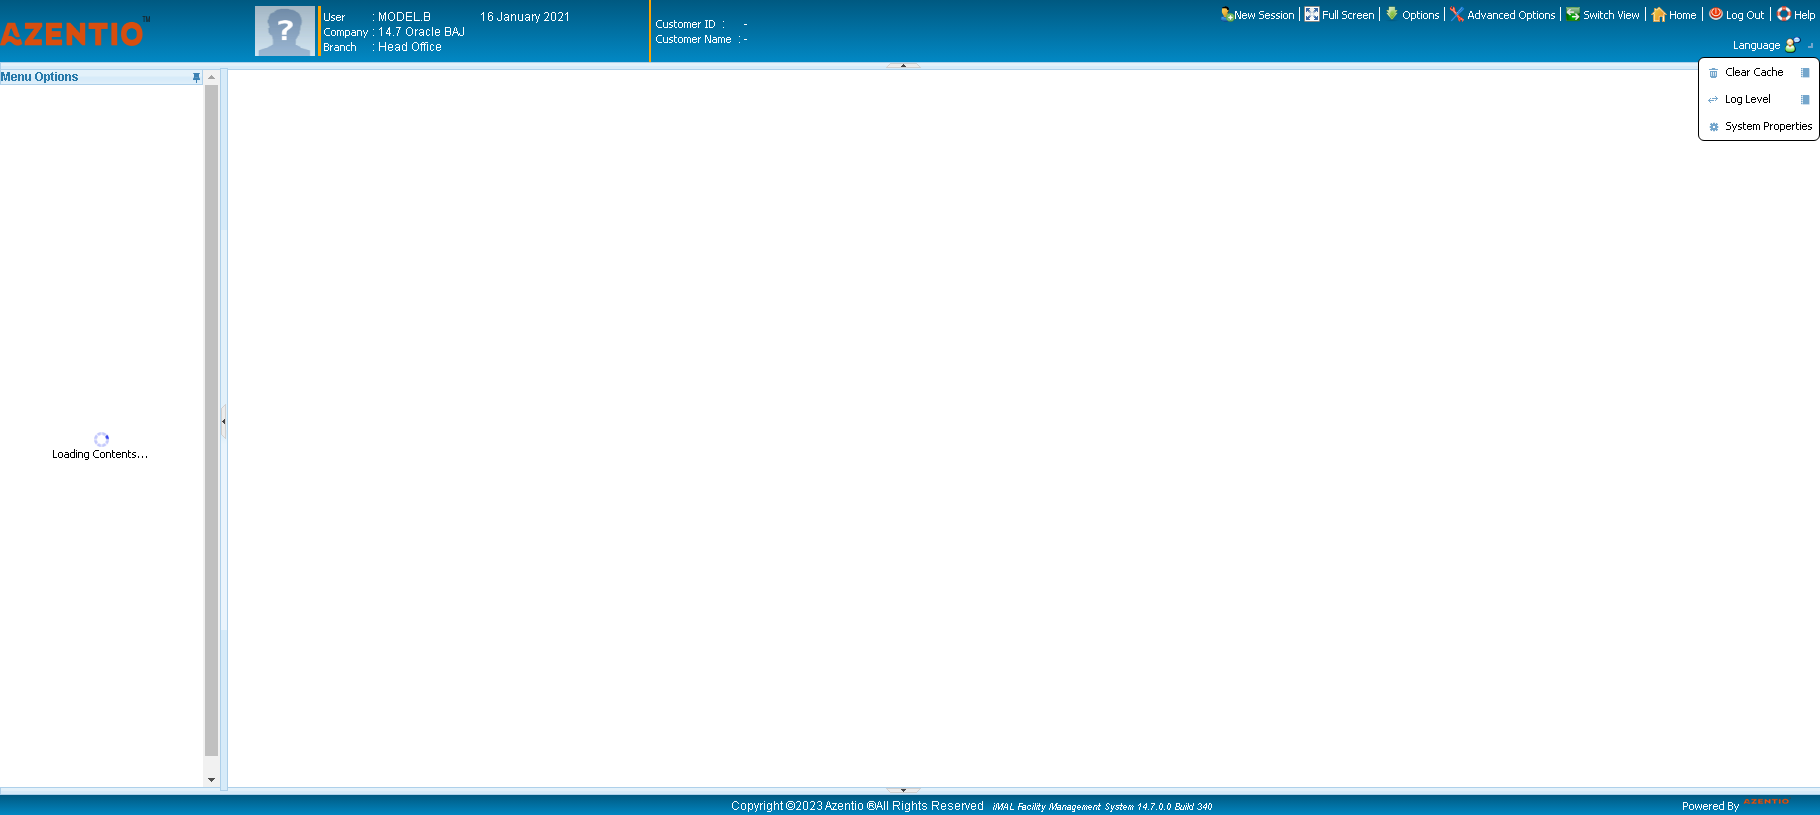 AZENTIO™
User : MODEL.B 16 January 2021
Company : 14.7 Oracle BAJ
Branch : Head Office
Customer ID : -
Customer Name : -
New Session | Full Screen | Options | Advanced Options | Switch View | Home | Log Out | Help
Language
Clear Cache
Log Level
System Properties
Menu Options
?
Loading Contents...
Copyright ©2023 Azentio ®All Rights Reserved iMAL Facility Management System 14.7.0.0 Build 340
Powered By AZENTIO